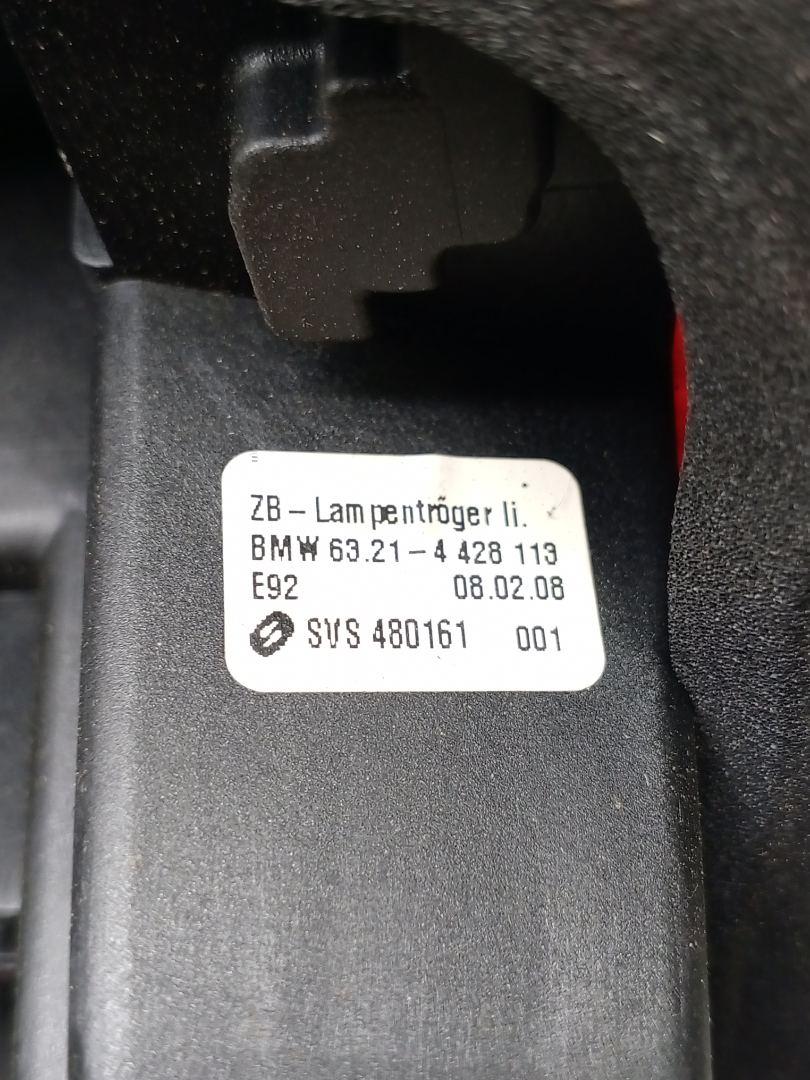 ZB - Lampenträger li.
BMW 63.21-4 428 113
E92 08.02.08
SVS 480161 001